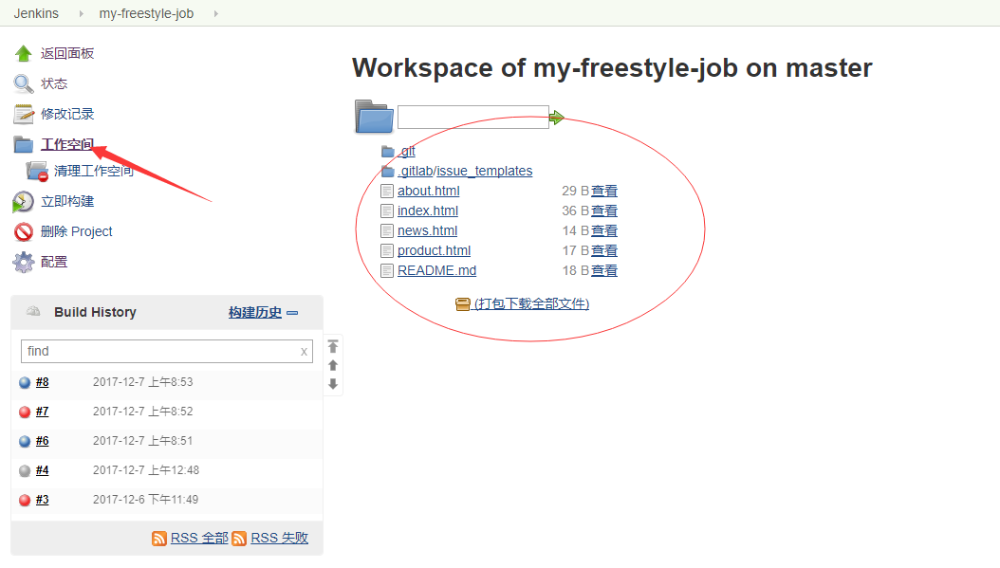 Jenkins my-freestyle-job
返回面板
状态
修改记录
工作空间
清理工作空间
立即构建
删除 Project
配置
Build History 构建历史
find x
#8 2017-12-7 上午8:53
#7 2017-12-7 上午8:52
#6 2017-12-7 上午8:51
#4 2017-12-7 上午12:48
#3 2017-12-6 下午11:49
RSS 全部 RSS 失败
Workspace of my-freestyle-job on master
.git
.gitlab/issue_templates
about.html 29 B 查看
index.html 36 B 查看
news.html 14 B 查看
product.html 17 B 查看
README.md 18 B 查看
(打包下载全部文件)